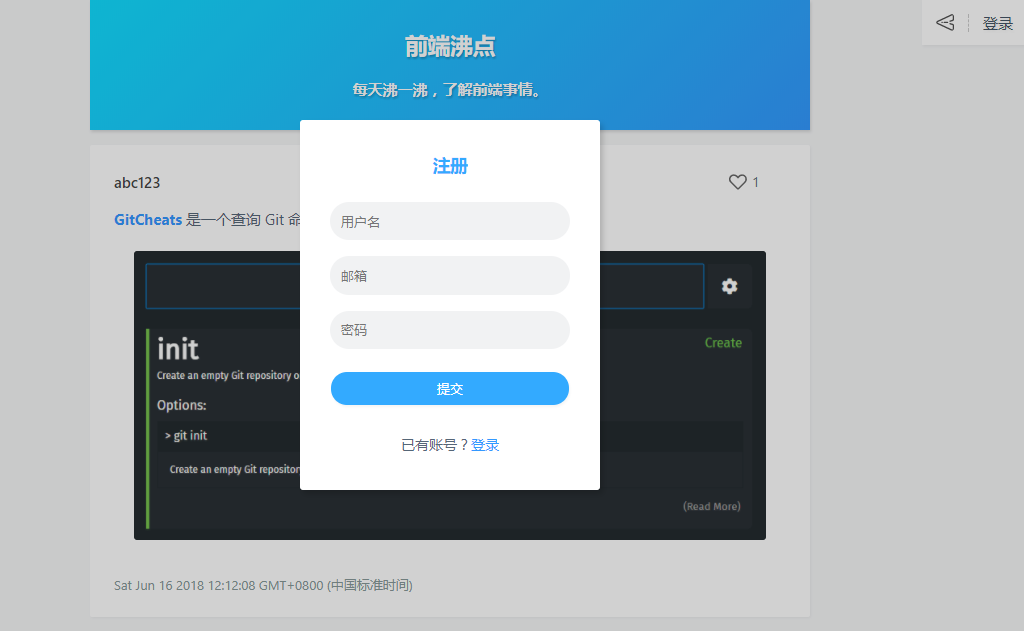 前端沸点
登录
每天沸一沸，了解前端事情。
注册
用户名
邮箱
密码
提交
已有账号？登录
abc123
1
GitCheats 是一个查询 Git 命
init
Create
Create an empty Git repository o
Options:
> git init
Create an empty Git repositor
(Read More)
Sat Jun 16 2018 12:12:08 GMT+0800 (中国标准时间)